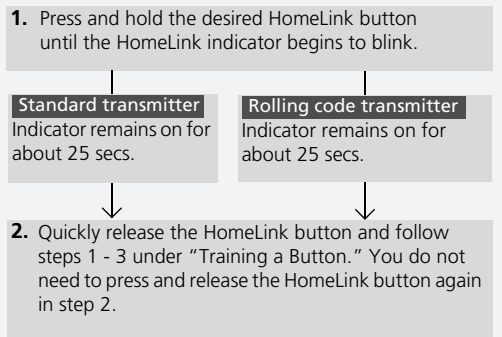 1. Press and hold the desired HomeLink button
until the HomeLink indicator begins to blink.
Standard transmitter
Indicator remains on for
about 25 secs.
Rolling code transmitter
Indicator remains on for
about 25 secs.
2. Quickly release the HomeLink button and follow
steps 1 - 3 under “Training a Button.” You do not
need to press and release the HomeLink button again
in step 2.